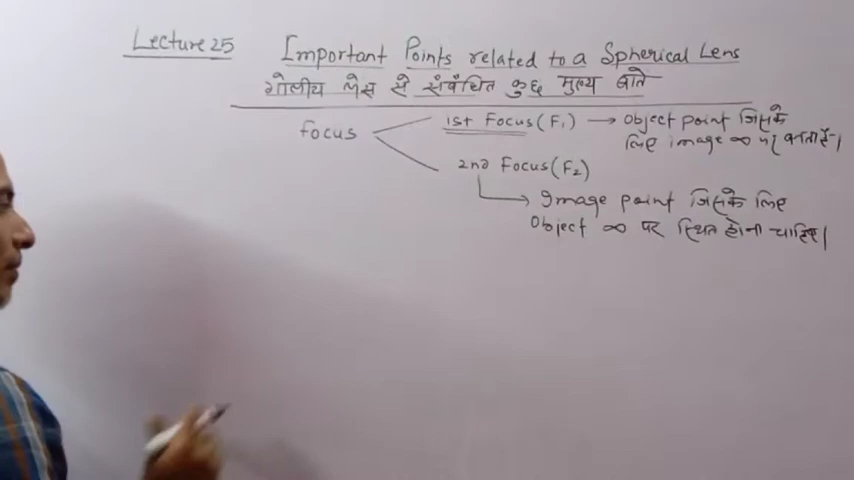 Lecture 25
Important Points related to a Spherical Lens
गोलीय लेंस से संबंधित कुछ मुख्य बाते
focus
1st Focus (F₁) → Object point जिसके
लिए image ∞ पर बनता है।
2nd Focus (F₂)
→ Image point जिसके लिए
Object ∞ पर स्थित होना चाहिए।